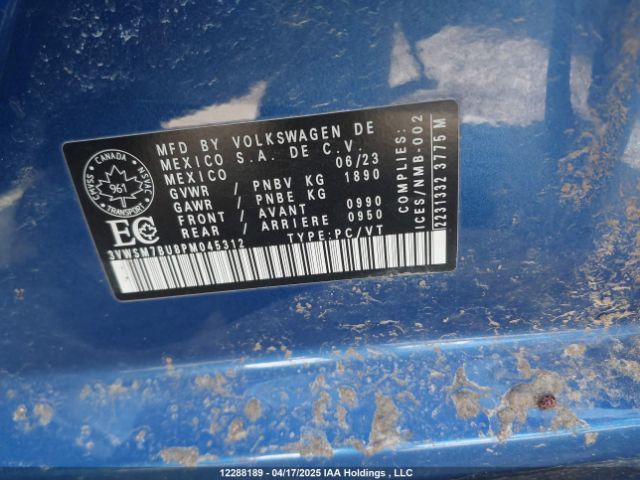 CANADA
961
CMVSS
NSVAC
TRANSPORT
EC
MFD BY VOLKSWAGEN DE
MEXICO S.A. DE C.V.
MEXICO 06/23
GVWR / PNBV KG 1890
GAWR / PNBE KG
FRONT / AVANT 0990
REAR / ARRIERE 0950
3VWSM7BU8PM045312 TYPE:PC/VT
COMPLIES:
ICES/NMB-002
2231332 3775 M
12288189 - 04/17/2025 IAA Holdings , LLC